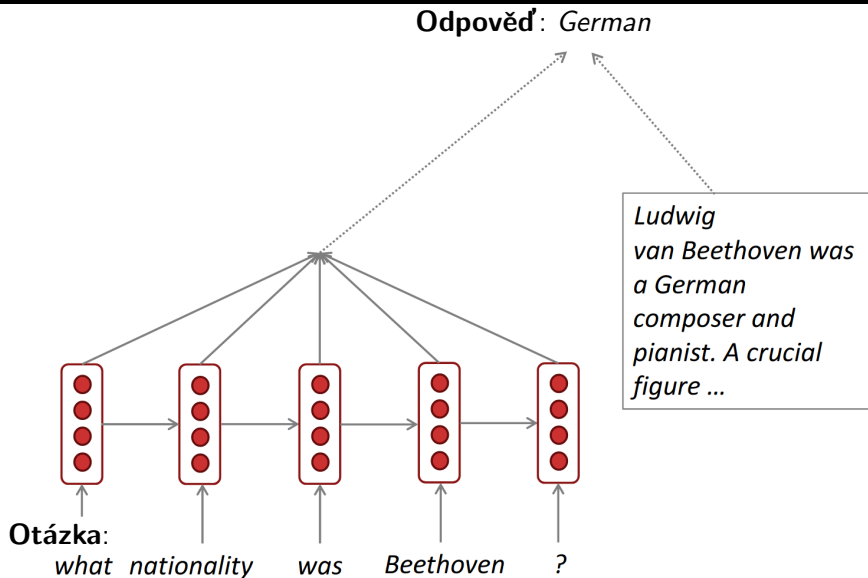 Odpověď: German
Ludwig
van Beethoven was
a German
composer and
pianist. A crucial
figure ...
Otázka:
what nationality was Beethoven ?